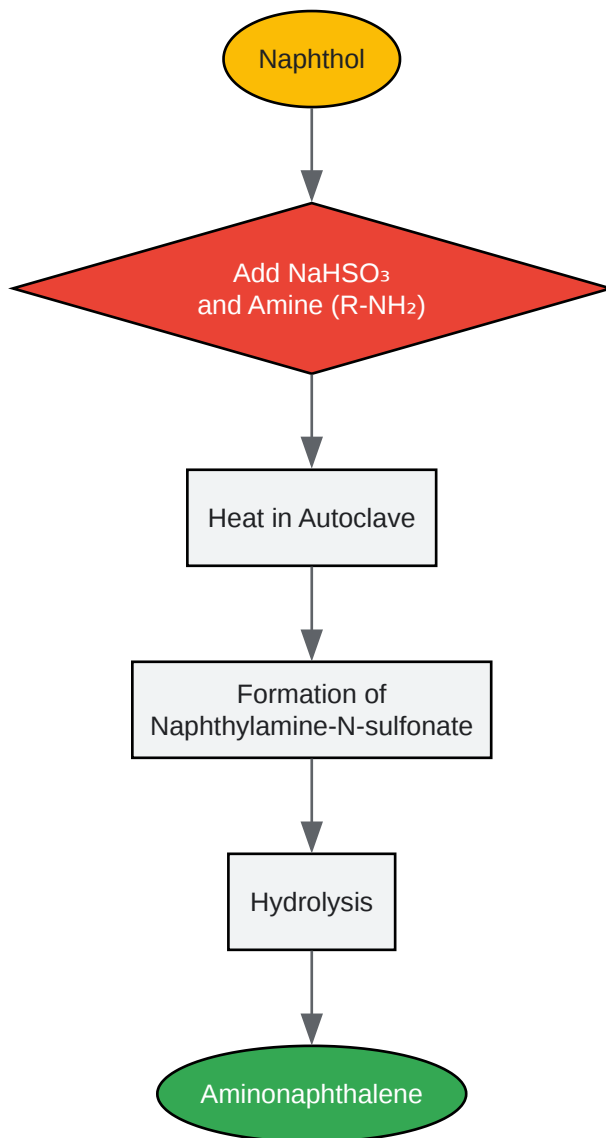 Naphthol
Add NaHSO₃
and Amine (R-NH₂)
Heat in Autoclave
Formation of
Naphthylamine-N-sulfonate
Hydrolysis
Aminonaphthalene